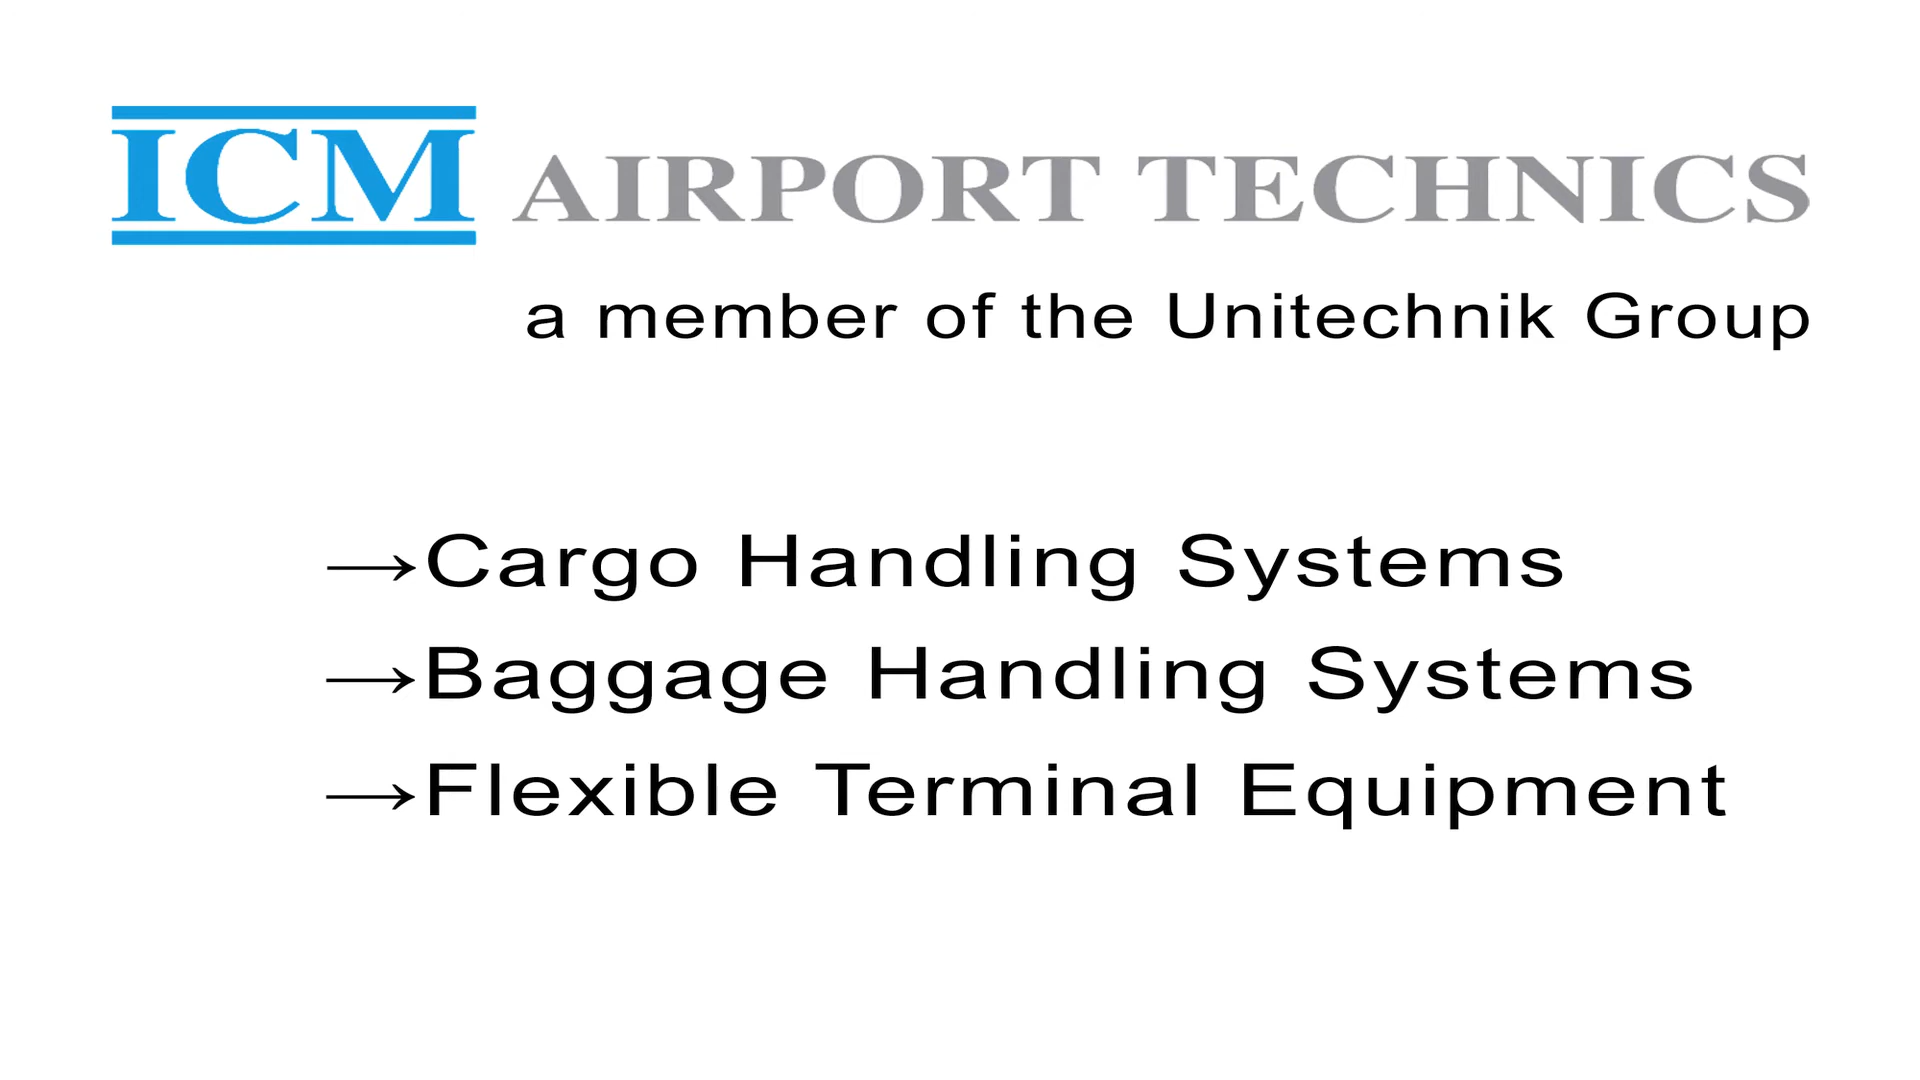 ICM AIRPORT TECHNICS
a member of the Unitechnik Group
→Cargo Handling Systems
→Baggage Handling Systems
→Flexible Terminal Equipment